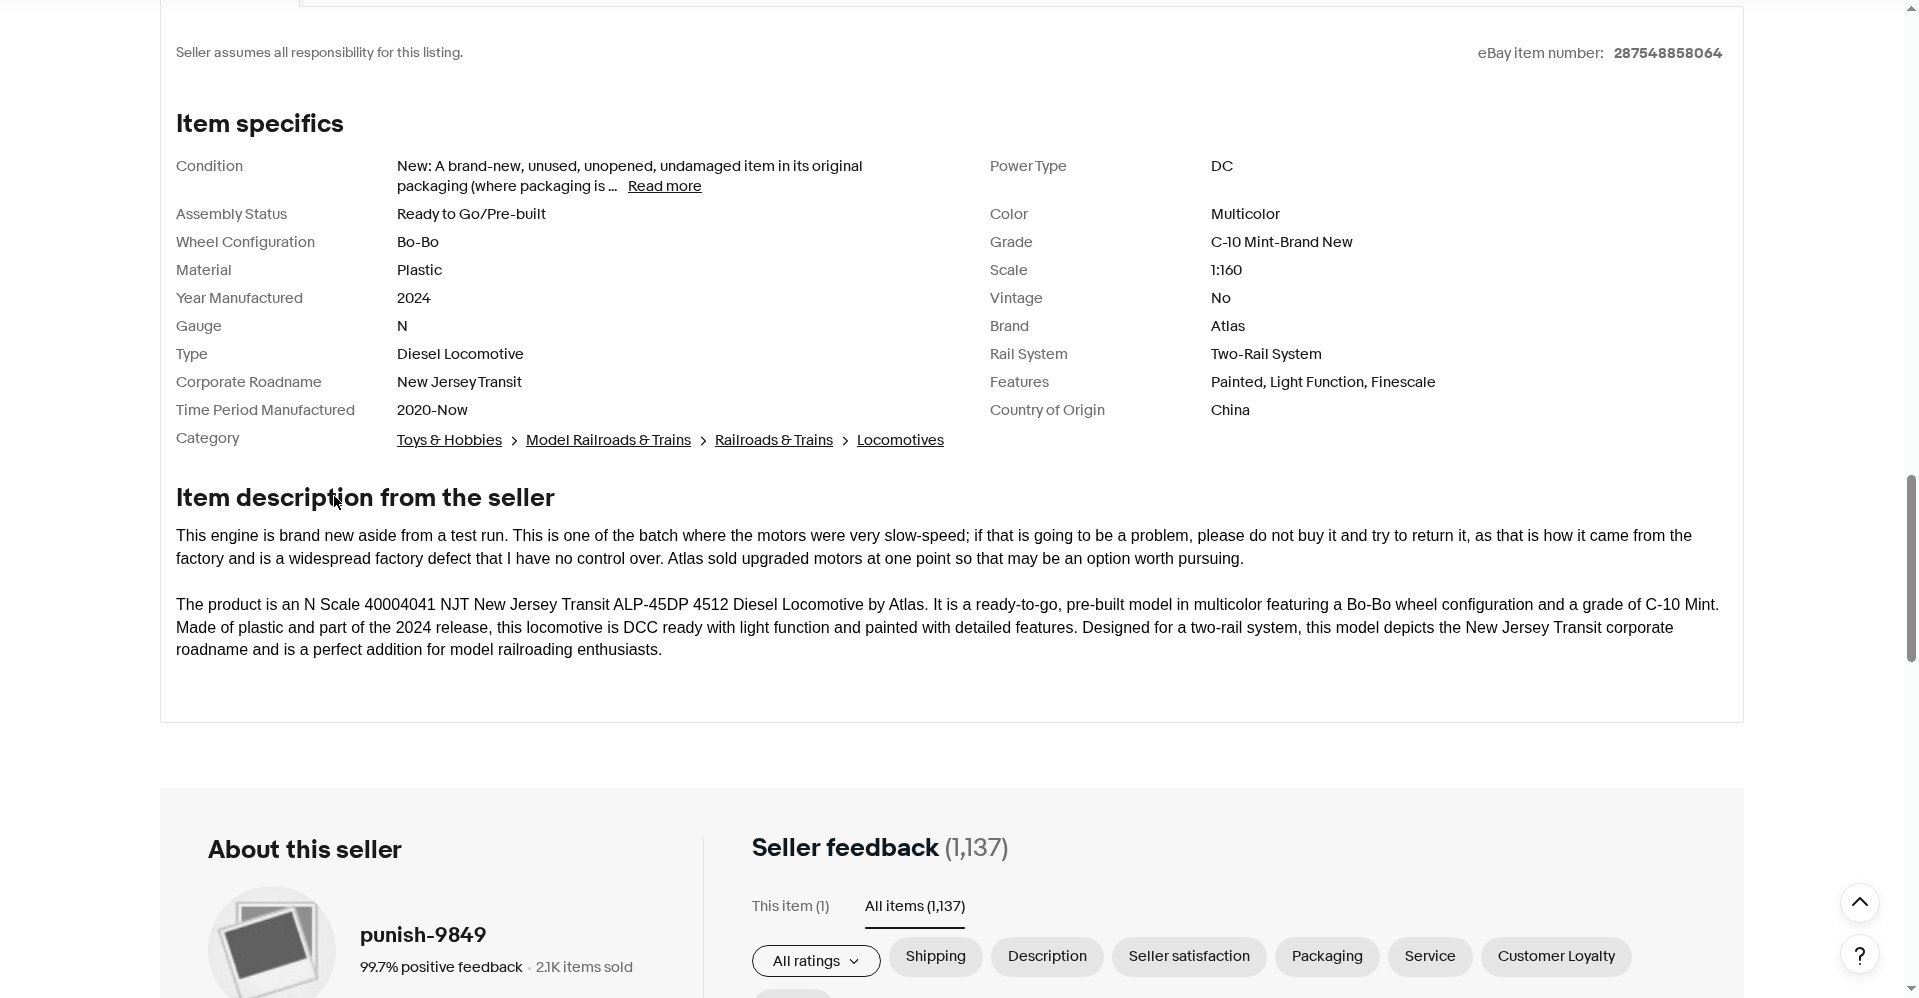 Seller assumes all responsibility for this listing.
eBay item number: 287548858064
Item specifics
Condition
New: A brand-new, unused, unopened, undamaged item in its original
packaging (where packaging is ... Read more
Power Type
DC
Assembly Status
Ready to Go/Pre-built
Color
Multicolor
Wheel Configuration
Bo-Bo
Grade
C-10 Mint-Brand New
Material
Plastic
Scale
1:160
Year Manufactured
2024
Vintage
No
Gauge
N
Brand
Atlas
Type
Diesel Locomotive
Rail System
Two-Rail System
Corporate Roadname
New Jersey Transit
Features
Painted, Light Function, Finescale
Time Period Manufactured
2020-Now
Country of Origin
China
Category
Toys & Hobbies > Model Railroads & Trains > Railroads & Trains > Locomotives
Item description from the seller
This engine is brand new aside from a test run. This is one of the batch where the motors were very slow-speed; if that is going to be a problem, please do not buy it and try to return it, as that is how it came from the
factory and is a widespread factory defect that I have no control over. Atlas sold upgraded motors at one point so that may be an option worth pursuing.
The product is an N Scale 40004041 NJT New Jersey Transit ALP-45DP 4512 Diesel Locomotive by Atlas. It is a ready-to-go, pre-built model in multicolor featuring a Bo-Bo wheel configuration and a grade of C-10 Mint.
Made of plastic and part of the 2024 release, this locomotive is DCC ready with light function and painted with detailed features. Designed for a two-rail system, this model depicts the New Jersey Transit corporate
roadname and is a perfect addition for model railroading enthusiasts.
About this seller
punish-9849
99.7% positive feedback · 2.1K items sold
Seller feedback (1,137)
This item (1)
All items (1,137)
All ratings
Shipping
Description
Seller satisfaction
Packaging
Service
Customer Loyalty
?